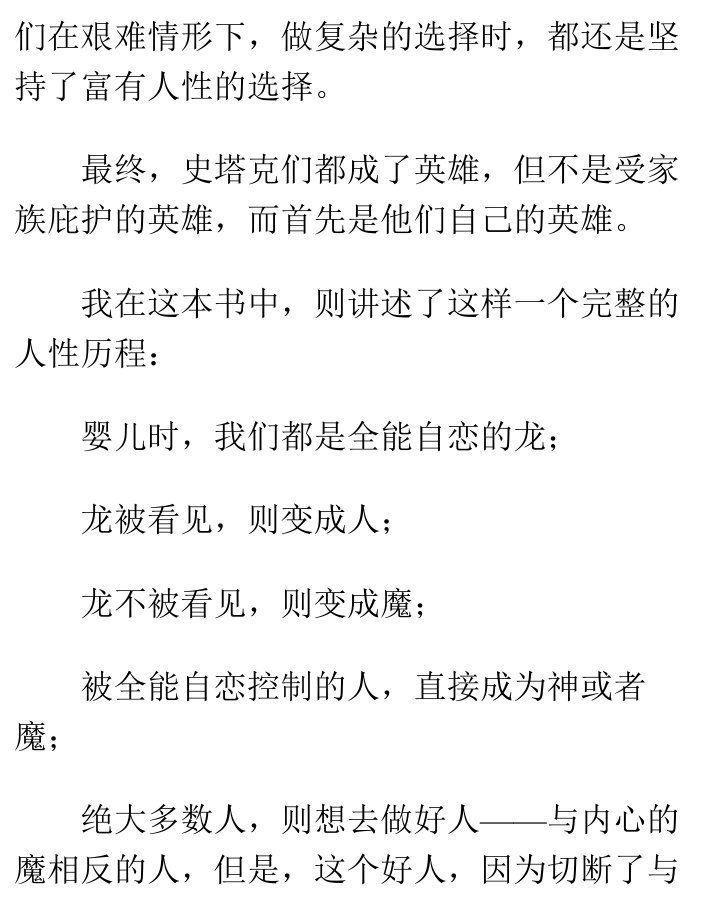 们在艰难情形下，做复杂的选择时，都还是坚
持了富有人性的选择。
最终，史塔克们都成了英雄，但不是受家
族庇护的英雄，而首先是他们自己的英雄。
我在这本书中，则讲述了这样一个完整的
人性历程：
婴儿时，我们都是全能自恋的龙；
龙被看见，则变成人；
龙不被看见，则变成魔；
被全能自恋控制的人，直接成为神或者
魔；
绝大多数人，则想去做好人——与内心的
魔相反的人，但是，这个好人，因为切断了与